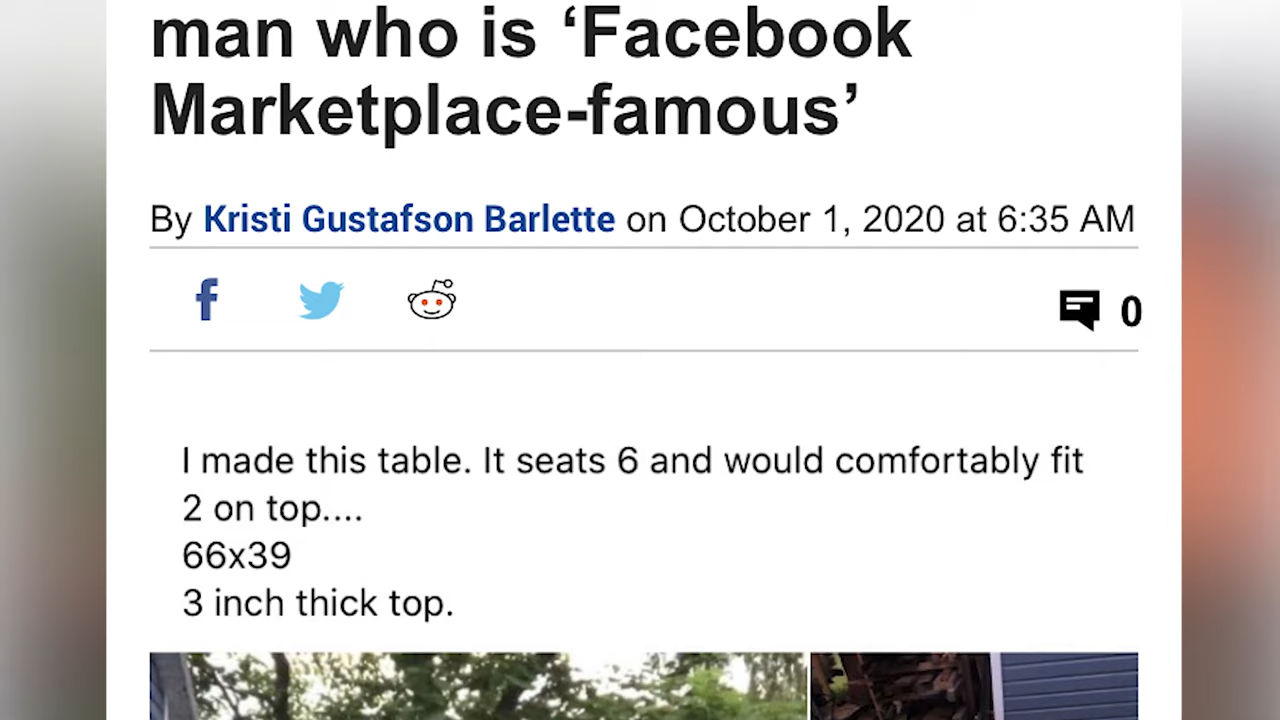 man who is ‘Facebook
Marketplace-famous’
By Kristi Gustafson Barlette on October 1, 2020 at 6:35 AM
0
I made this table. It seats 6 and would comfortably fit
2 on top....
66x39
3 inch thick top.